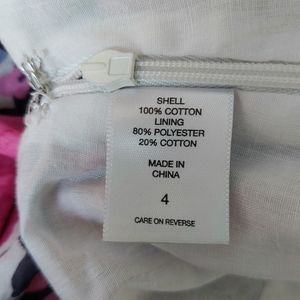 SHELL
100% COTTON
LINING
80% POLYESTER
20% COTTON
MADE IN
CHINA
4
CARE ON REVERSE